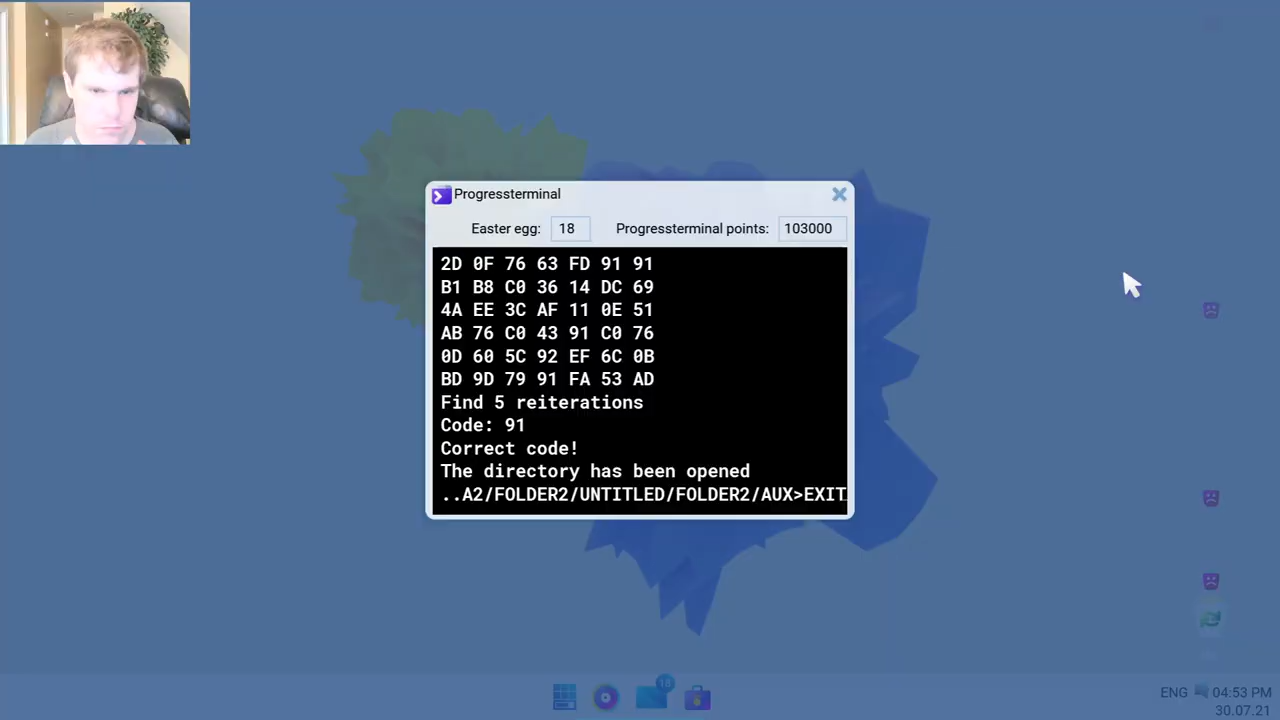 Progressterminal
Easter egg: 18 Progressterminal points: 103000
2D 0F 76 63 FD 91 91
B1 B8 C0 36 14 DC 69
4A EE 3C AF 11 0E 51
AB 76 C0 43 91 C0 76
0D 60 5C 92 EF 6C 0B
BD 9D 79 91 FA 53 AD
Find 5 reiterations
Code: 91
Correct code!
The directory has been opened
..A2/FOLDER2/UNTITLED/FOLDER2/AUX>EXIT
18
ENG 04:53 PM
30.07.21